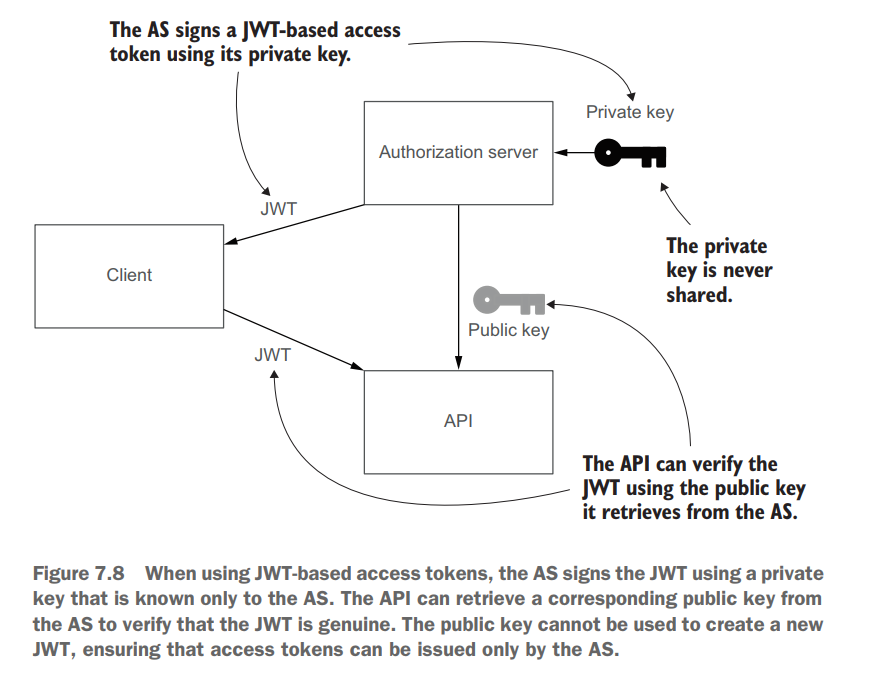 The AS signs a JWT-based access
token using its private key.
Private key
Authorization server
JWT
The private
key is never
shared.
Client
Public key
JWT
API
The API can verify the
JWT using the public key
it retrieves from the AS.
Figure 7.8 When using JWT-based access tokens, the AS signs the JWT using a private
key that is known only to the AS. The API can retrieve a corresponding public key from
the AS to verify that the JWT is genuine. The public key cannot be used to create a new
JWT, ensuring that access tokens can be issued only by the AS.